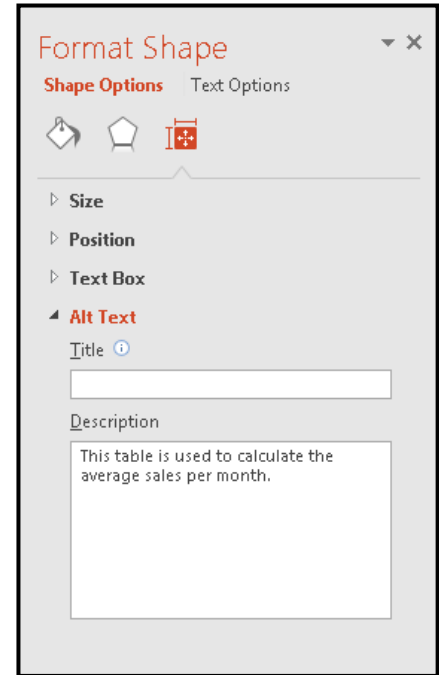 Format Shape
Shape Options Text Options
Size
Position
Text Box
Alt Text
Title
Description
This table is used to calculate the
average sales per month.